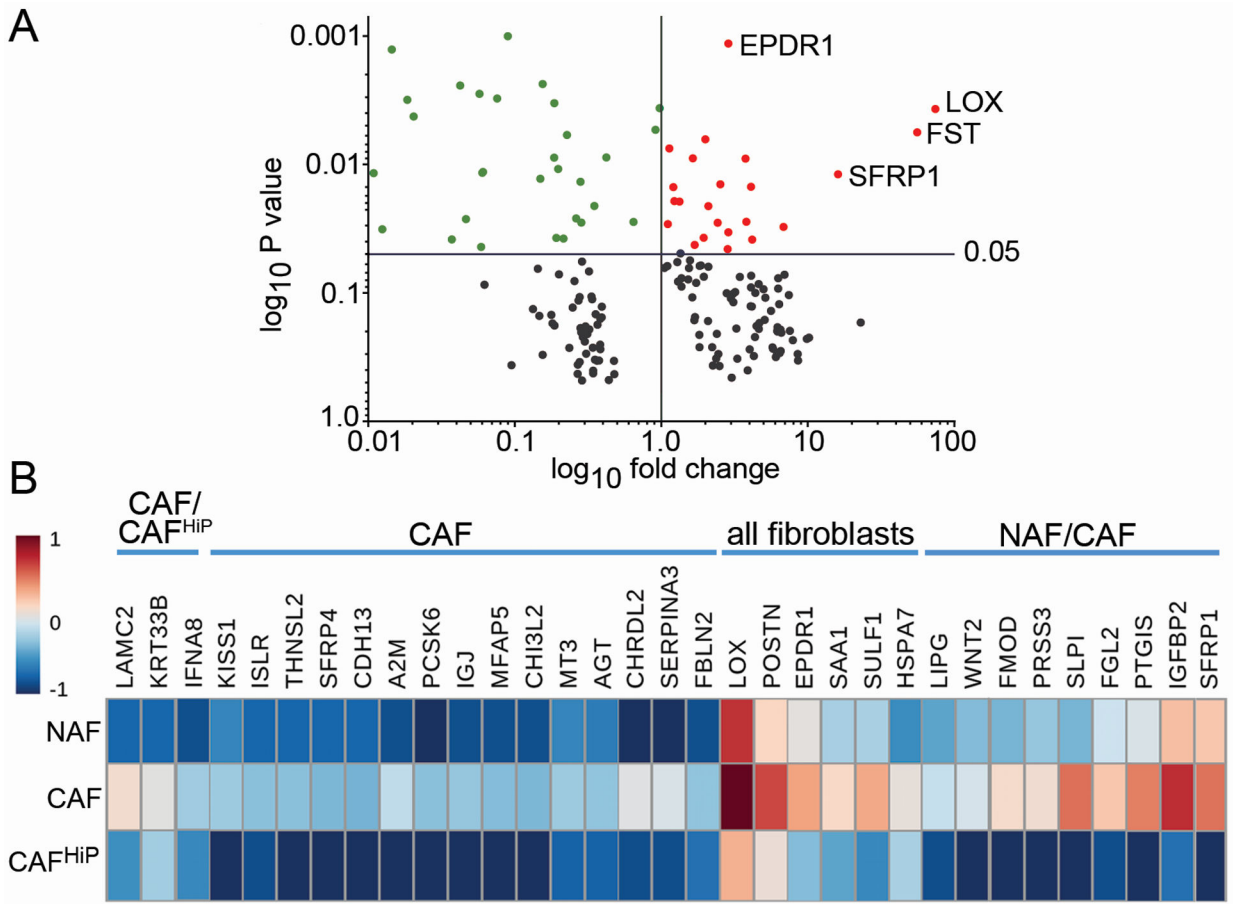 A
0.001
0.01
0.1
1.0
log10 P value
EPDR1
LOX
FST
SFRP1
0.05
0.01 0.1 1.0 10 100
log10 fold change
B
CAF/
CAFHiP
CAF
all fibroblasts
NAF/CAF
1
0
-1
LAMC2
KRT33B
IFNA8
KISS1
ISLR
THNSL2
SFRP4
CDH13
A2M
PCSK6
IGJ
MFAP5
CHI3L2
MT3
AGT
CHRDL2
SERPINA3
FBLN2
LOX
POSTN
EPDR1
SAA1
SULF1
HSPA7
LIPG
WNT2
FMOD
PRSS3
SLPI
FGL2
PTGIS
IGFBP2
SFRP1
NAF
CAF
CAFHiP